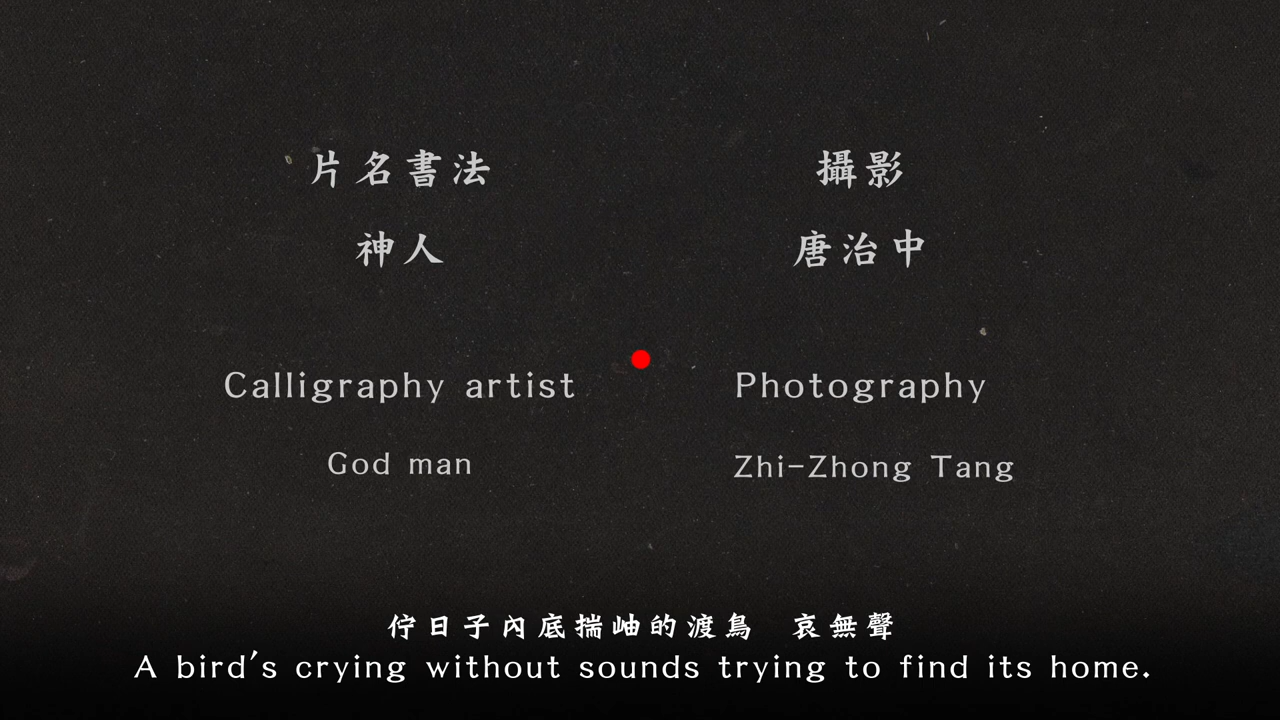 片名書法
神人
攝影
唐治中
Calligraphy artist
God man
Photography
Zhi-Zhong Tang
佇日子內底揣岫的渡鳥 哀無聲
A bird's crying without sounds trying to find its home.